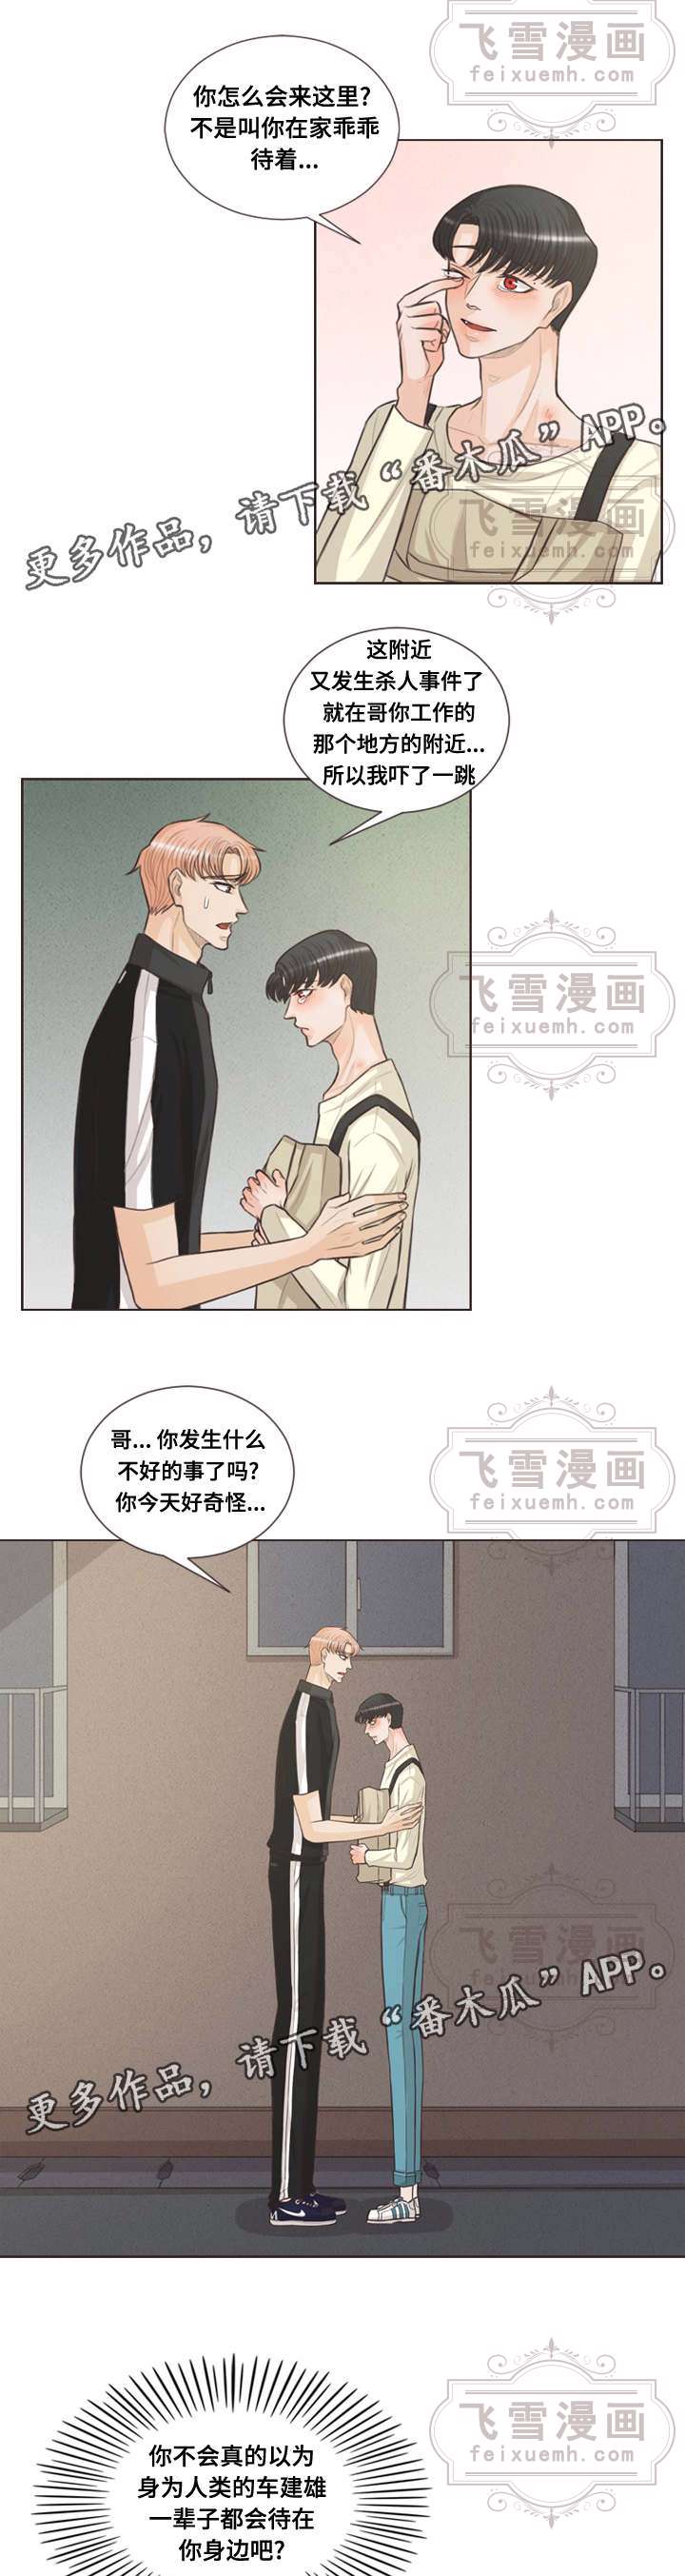 飞雪漫画
feixuemh.com
你怎么会来这里?
不是叫你在家乖乖
待着...
更多作品，请下载“番木瓜”APP。
飞雪漫画
feixuemh.com
这附近
又发生杀人事件了
就在哥你工作的
那个地方的附近...
所以我吓了一跳
飞雪漫画
feixuemh.com
哥... 你发生什么
不好的事了吗?
你今天好奇怪...
飞雪漫画
feixuemh.com
飞雪漫画
feixuemh.com
更多作品，请下载“番木瓜”APP。
飞雪漫画
feixuemh.com
你不会真的以为
身为人类的车建雄
一辈子都会待在
你身边吧?